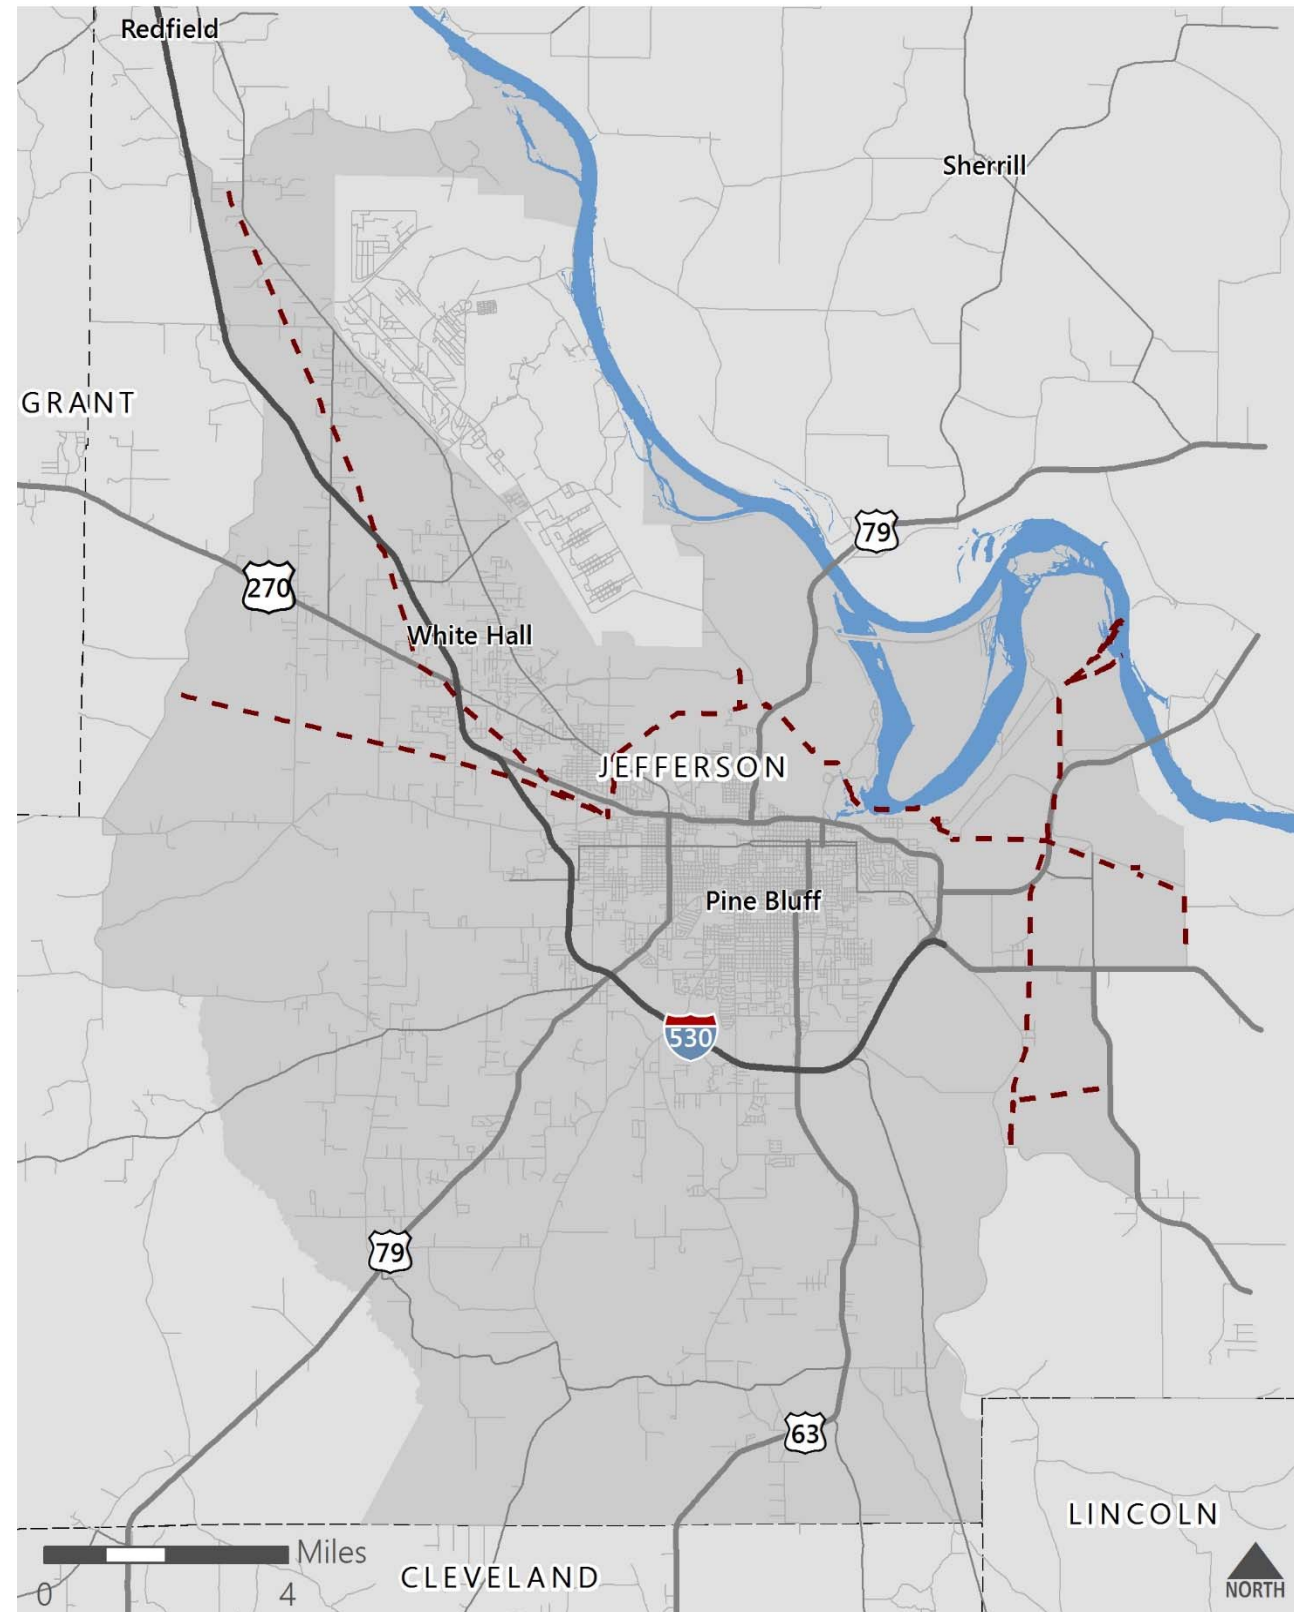 Redfield
Sherrill
GRANT
79
270
White Hall
JEFFERSON
Pine Bluff
530
79
63
LINCOLN
Miles
0 4
CLEVELAND
NORTH